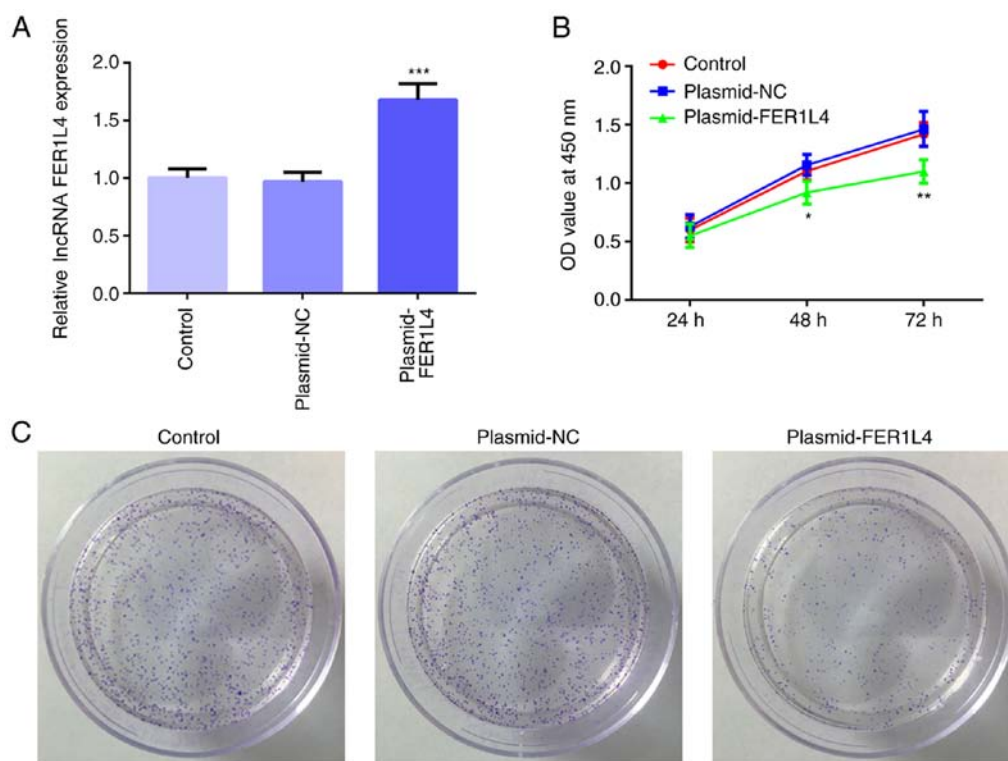 A
Relative lncRNA FER1L4 expression
2.0
1.5
1.0
0.5
0.0
***
Control
Plasmid-NC
Plasmid-
FER1L4
B
OD value at 450 nm
2.0
1.5
1.0
0.5
0.0
Control
Plasmid-NC
Plasmid-FER1L4
*
**
24 h
48 h
72 h
C
Control
Plasmid-NC
Plasmid-FER1L4